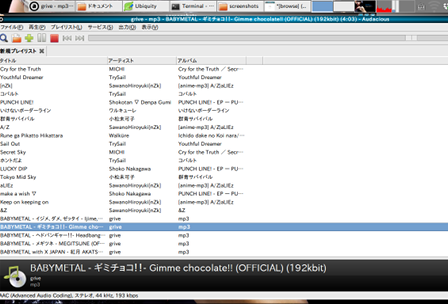 grive - mp3 ドキュメント Ubiquity Terminal - screenshots
grive - mp3 - BABYMETAL - ギミチョコ!!- Gimme chocolate!! (OFFICIAL) (192kbit) (4:03) - Audacious
ファイル(F) 再生(P) プレイリスト(L) サービス(S) 出力(O) 表示(V)
新規プレイリスト
タイトル アーティスト アルバム
Cry for the Truth MICHI Cry for the Truth ／ Secr…
Youthful Dreamer TrySail Youthful Dreamer
[nZk] SawanoHiroyuki[nZk] [anime-mp3] A/Z|aLIEz
コバルト TrySail コバルト
PUNCH LINE! Shokotan ♡ Denpa Gumi PUNCH LINE! - EP ー PU…
いけないボーダーライン ワルキューレ いけないボーダーライン
群青サバイバル 小松未可子 群青サバイバル
A/Z SawanoHiroyuki[nZk] [anime-mp3] A/Z|aLIEz
Rune ga Pikatto Hikattara Walküre Ichido dake no Koi nara／
Sail Out TrySail Youthful Dreamer
Secret Sky MICHI Cry for the Truth ／ Secr…
ホントだよ TrySail コバルト
LUCKY DIP Shoko Nakagawa PUNCH LINE! - EP ー PU…
Tokyo Mid Sky 小松未可子 群青サバイバル
aLIEz SawanoHiroyuki[nZk] [anime-mp3] A/Z|aLIEz
make a wish ▽ Shoko Nakagawa PUNCH LINE! - EP ー PU…
Keep on keeping on
&Z SawanoHiroyuki[nZk] [anime-mp3] A/Z|aLIEz
BABYMETAL - イジメ、ダメ、ゼッタイ - Ijime,… grive mp3
BABYMETAL - ギミチョコ!!- Gimme cho… grive mp3
BABYMETAL - ヘドバンギャー!!- Headbang… grive mp3
BABYMETAL - メギツネ - MEGITSUNE (OF… grive mp3
BABYMETAL with X JAPAN - 紅月 AKATS… grive mp3
BABYMETAL - ギミチョコ!!- Gimme chocolate!! (OFFICIAL) (192kbit)
grive
mp3
AAC (Advanced Audio Coding), ステレオ, 44 kHz, 193 kbps